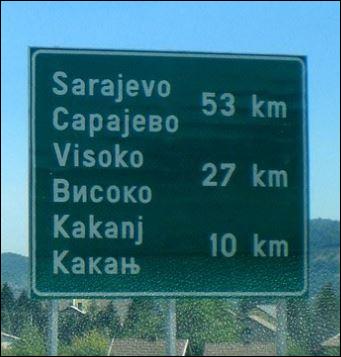 Sarajevo
Сарајево
53 km
Visoko
Високо
27 km
Kakanj
Какањ
10 km